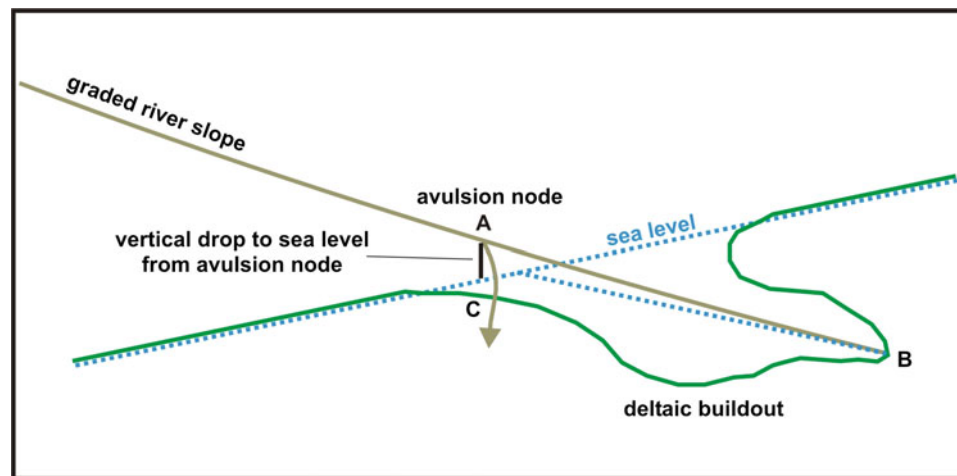 graded river slope
avulsion node
A
vertical drop to sea level
from avulsion node
sea level
C
B
deltaic buildout